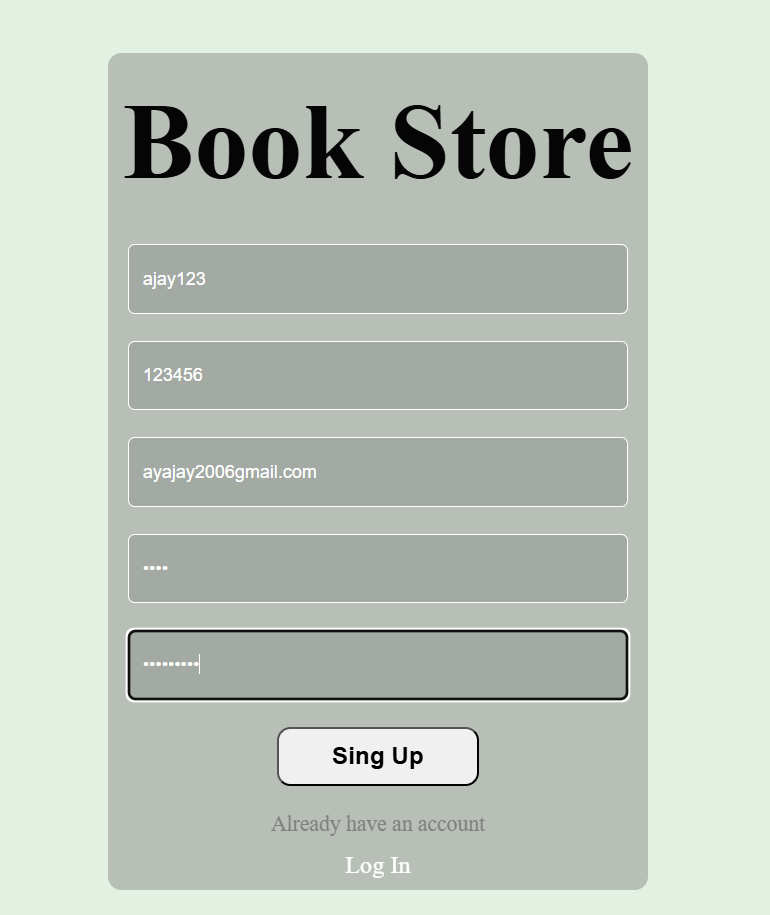 Book Store
ajay123
123456
ayajay2006gmail.com
••••
•••••••••
Sing Up
Already have an account
Log In